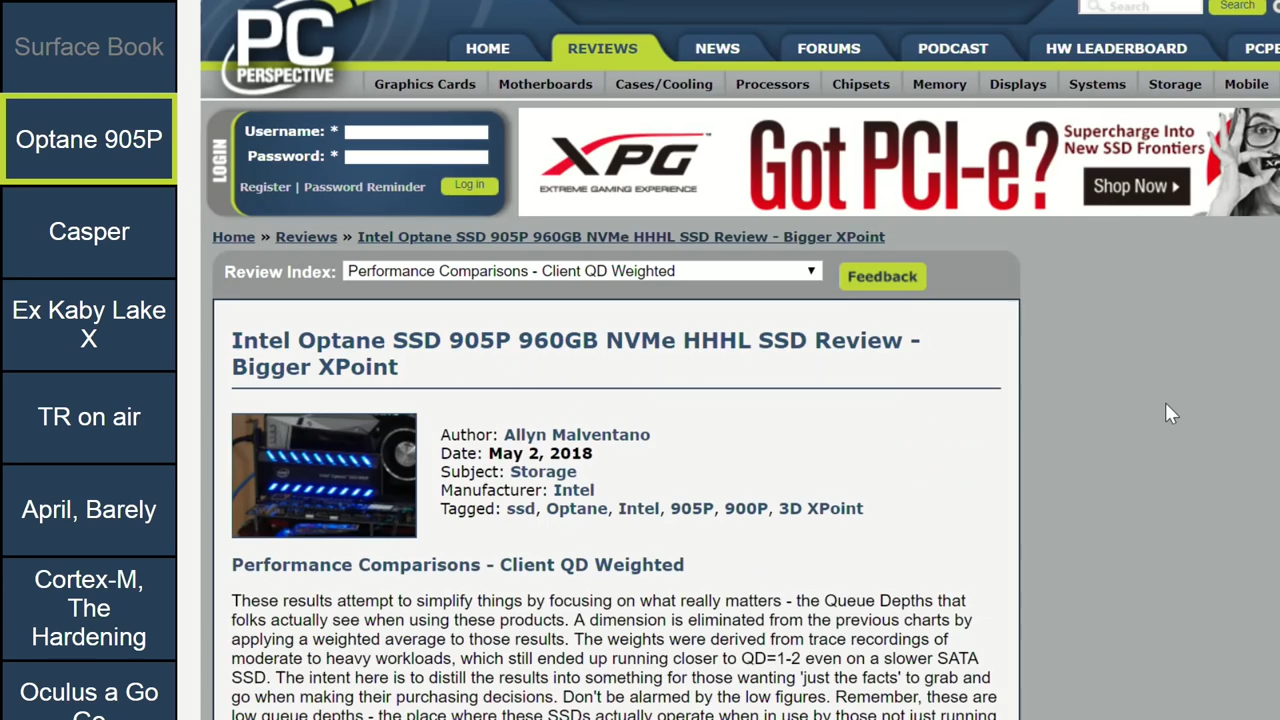 Surface Book
Optane 905P
Casper
Ex Kaby Lake
X
TR on air
April, Barely
Cortex-M,
The
Hardening
Oculus a Go
Go
PC
PERSPECTIVE
Search
Search
HOME
REVIEWS
NEWS
FORUMS
PODCAST
HW LEADERBOARD
PCPE
Graphics Cards
Motherboards
Cases/Cooling
Processors
Chipsets
Memory
Displays
Systems
Storage
Mobile
LOGIN
Username: *
Password: *
Register | Password Reminder
Log in
XPG
EXTREME GAMING EXPERIENCE
Got PCI-e?
Supercharge Into
New SSD Frontiers
Shop Now
XPG
Home » Reviews » Intel Optane SSD 905P 960GB NVMe HHHL SSD Review - Bigger XPoint
Review Index: Performance Comparisons - Client QD Weighted
Feedback
Intel Optane SSD 905P 960GB NVMe HHHL SSD Review -
Bigger XPoint
Author: Allyn Malventano
Date: May 2, 2018
Subject: Storage
Manufacturer: Intel
Tagged: ssd, Optane, Intel, 905P, 900P, 3D XPoint
Performance Comparisons - Client QD Weighted
These results attempt to simplify things by focusing on what really matters - the Queue Depths that
folks actually see when using these products. A dimension is eliminated from the previous charts by
applying a weighted average to those results. The weights were derived from trace recordings of
moderate to heavy workloads, which still ended up running closer to QD=1-2 even on a slower SATA
SSD. The intent here is to distill the results into something for those wanting 'just the facts' to grab and
go when making their purchasing decisions. Don't be alarmed by the low figures. Remember, these are
low queue depths - the place where these SSDs actually operate when in use by those not just running